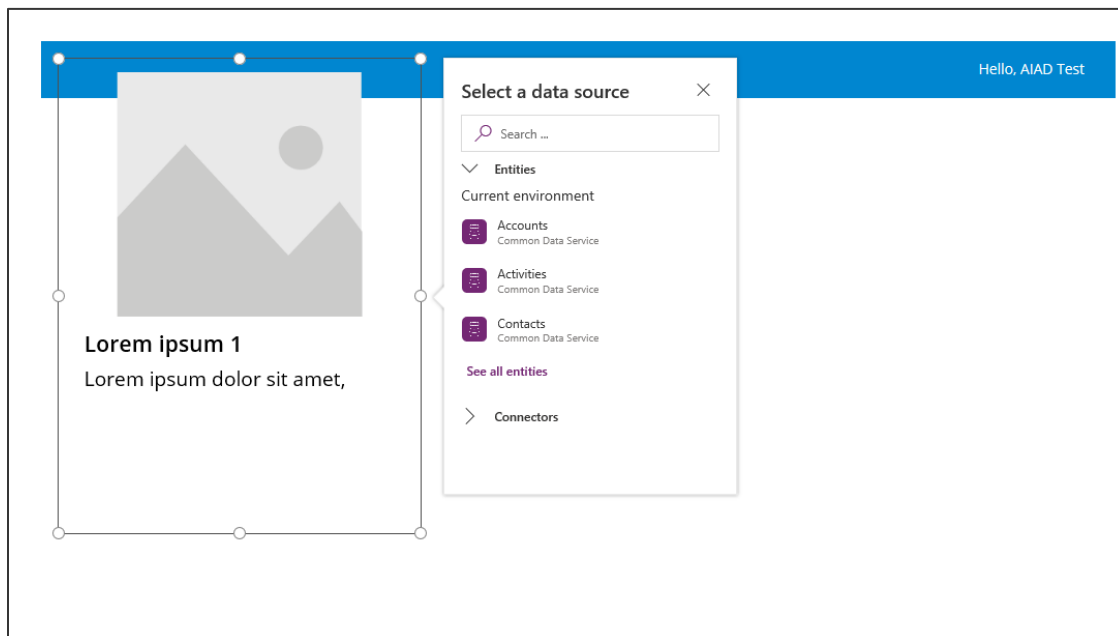 Hello, AIAD Test
Select a data source
Search ...
Entities
Current environment
Accounts
Common Data Service
Activities
Common Data Service
Contacts
Common Data Service
See all entities
Connectors
Lorem ipsum 1
Lorem ipsum dolor sit amet,